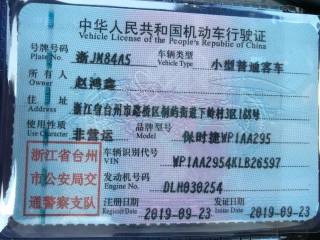 中华人民共和国机动车行驶证
Vehicle License of the People's Republic of China
号牌号码 浙JM84A5 车辆类型 小型普通客车
Plate No. Vehicle Type
所有人 赵鸿鑫
Owner
住址 浙江省台州市路桥区桐屿街道下岭村3区168号
Address
使用性质 非营运 品牌型号 保时捷WP1AA295
Use Character Model
浙江省台州
市公安局交
通警察支队
车辆识别代号 WP1AA2954KLB26597
VIN
发动机号码 DLH030254
Engine No.
注册日期 2019-09-23 发证日期 2019-09-23
Register Date Issue Date